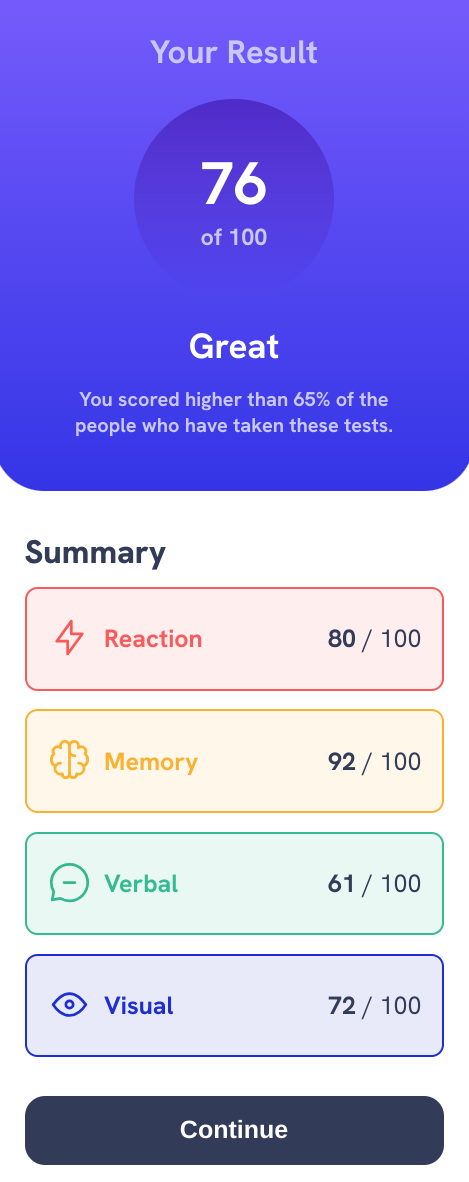 Your Result
76
of 100
Great
You scored higher than 65% of the
people who have taken these tests.
Summary
Reaction 80 / 100
Memory 92 / 100
Verbal 61 / 100
Visual 72 / 100
Continue